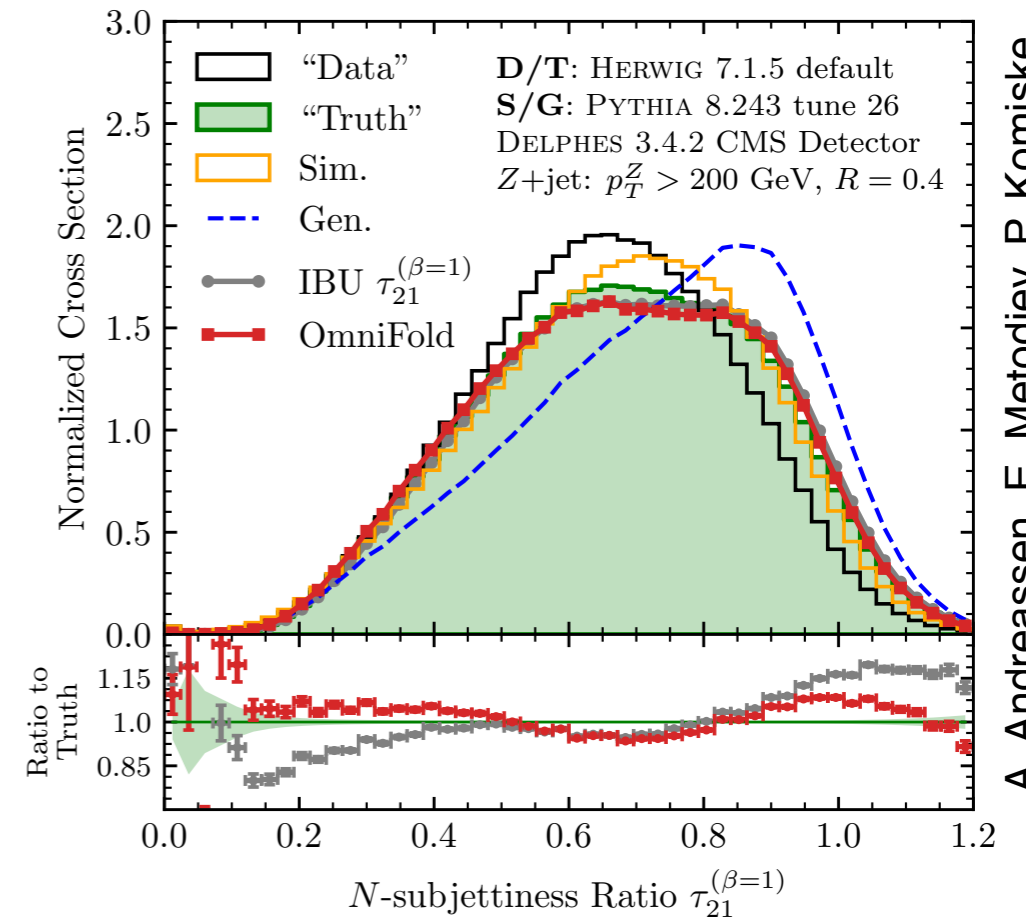 3.0
2.5
2.0
1.5
1.0
0.5
0.0
Normalized Cross Section
“Data”
“Truth”
Sim.
Gen.
IBU τ₂₁^(β=1)
OmniFold
D/T: HERWIG 7.1.5 default
S/G: PYTHIA 8.243 tune 26
DELPHES 3.4.2 CMS Detector
Z+jet: p_T^Z > 200 GeV, R = 0.4
1.15
1.0
0.85
Ratio to
Truth
0.0 0.2 0.4 0.6 0.8 1.0 1.2
N-subjettiness Ratio τ₂₁^(β=1)
A. Andreassen, E. Metodiev, P. Komiske